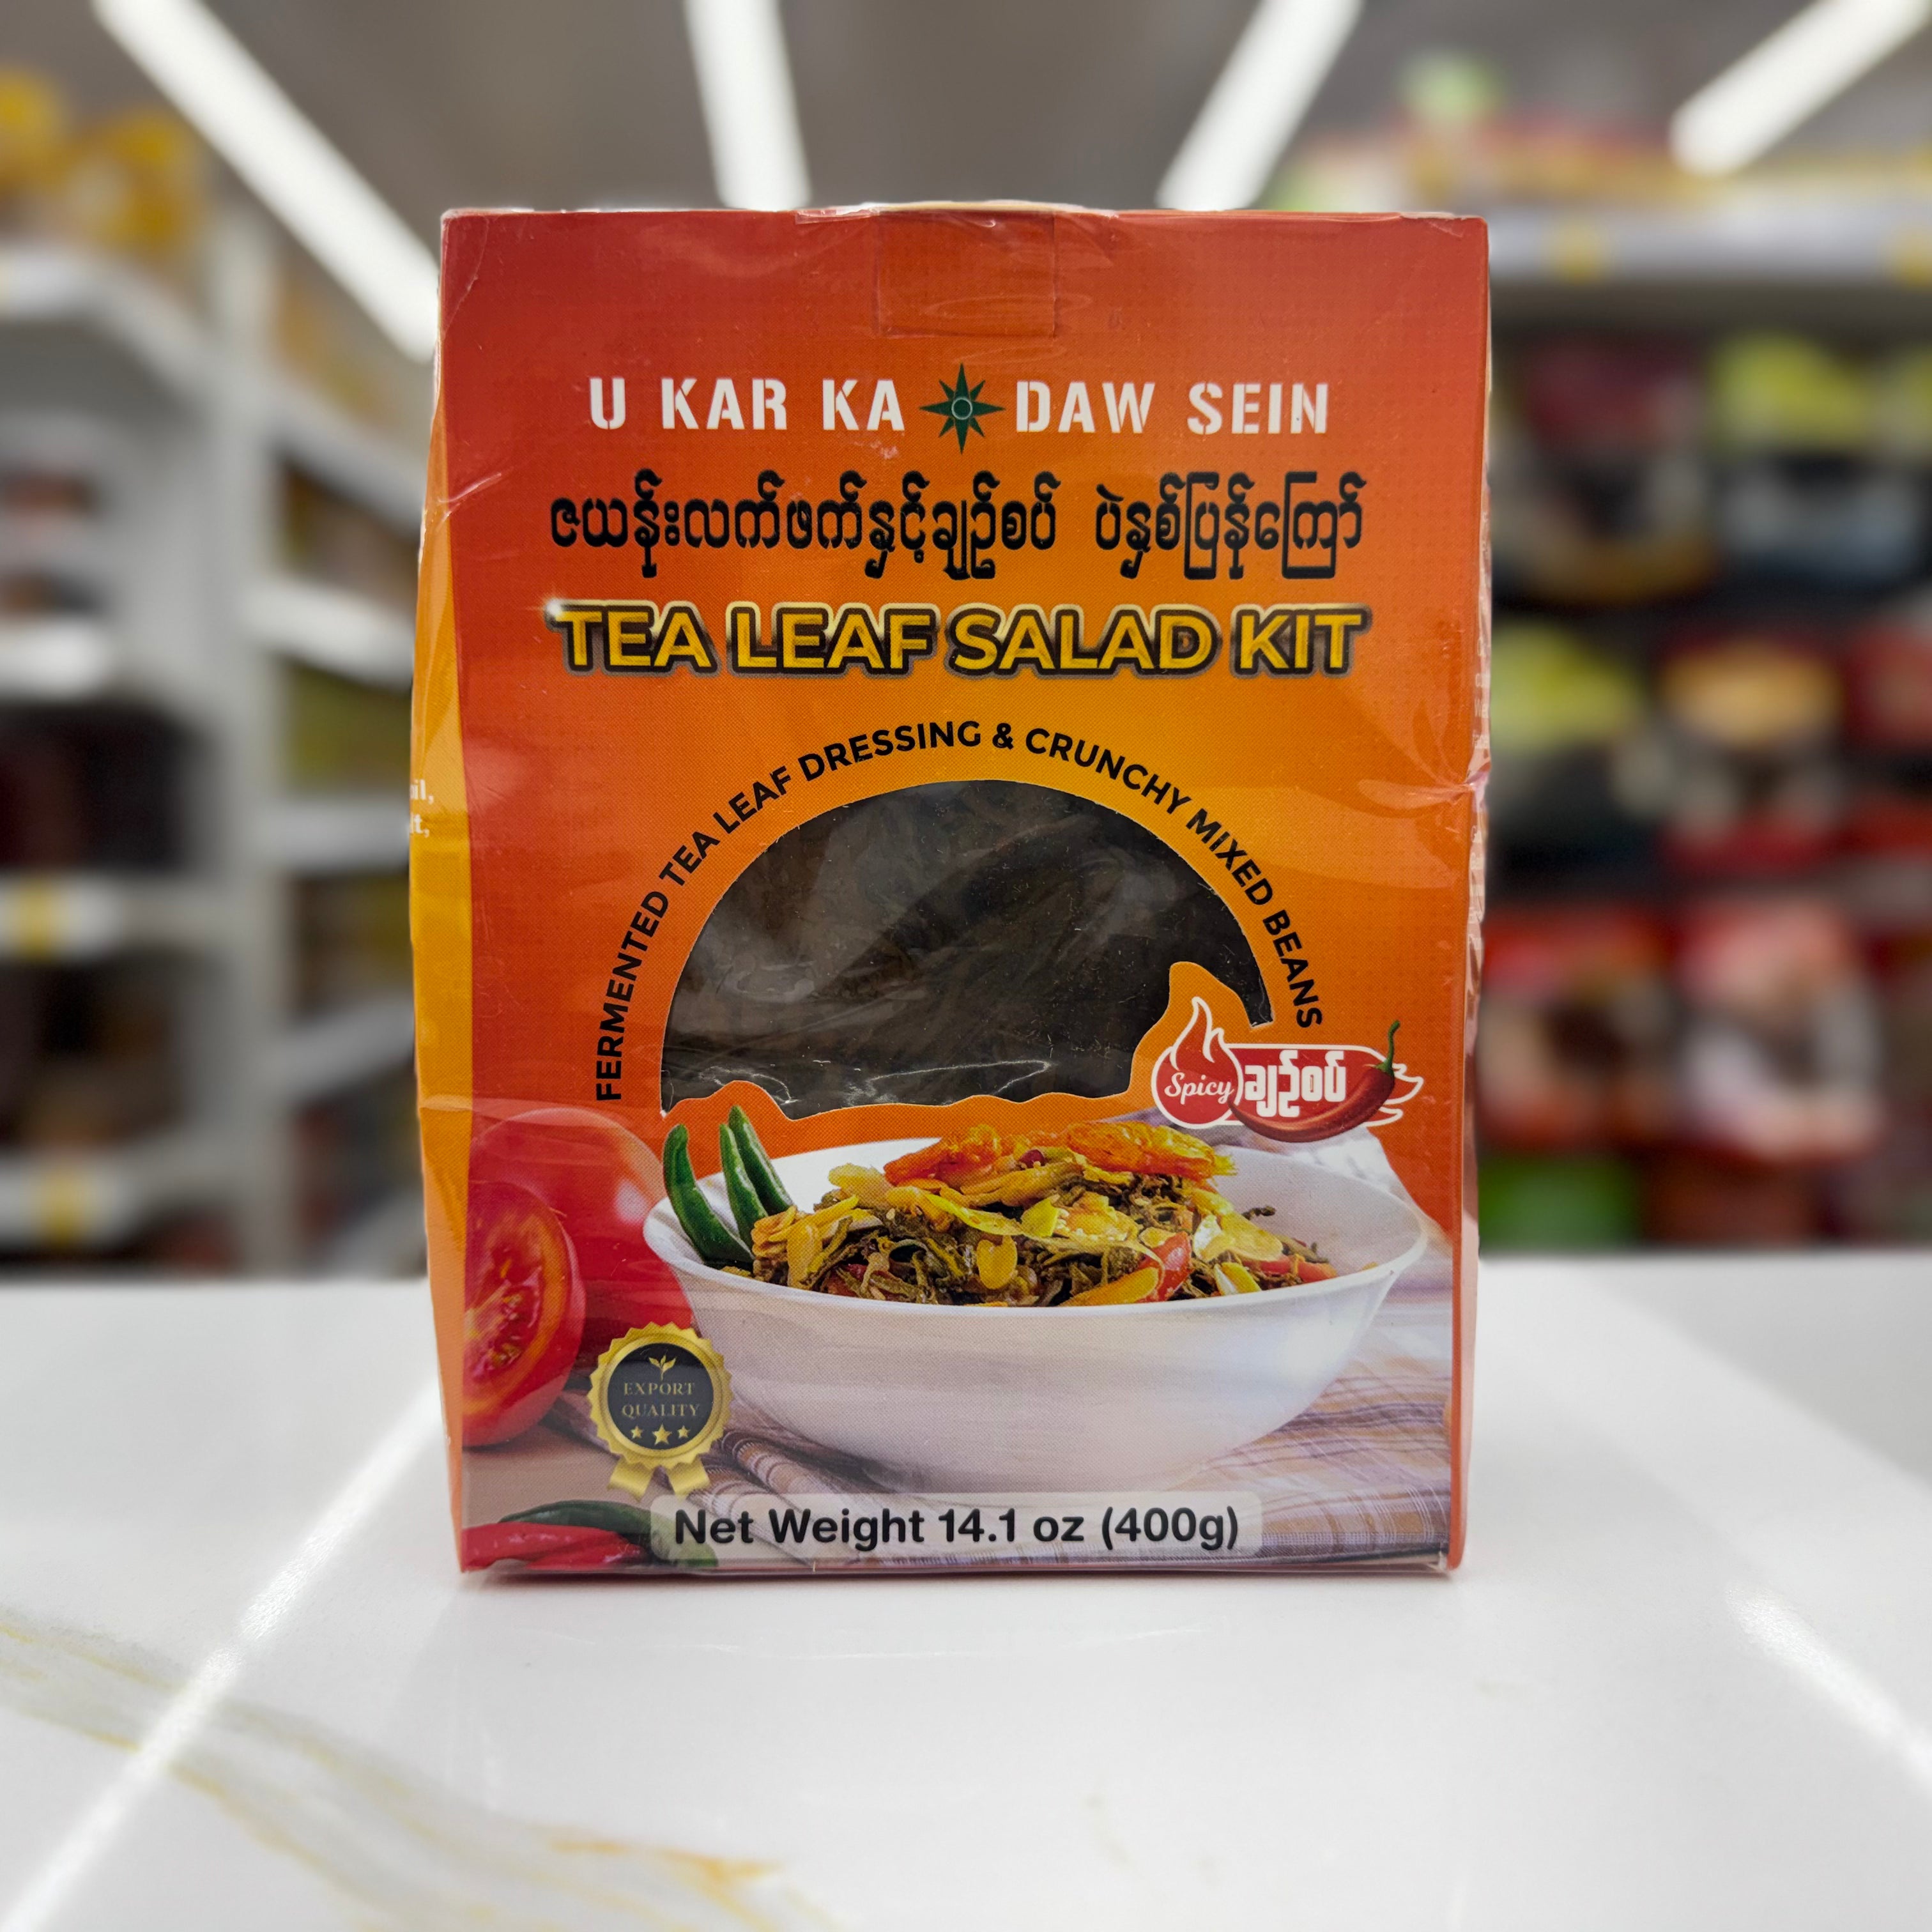 U KAR KA DAW SEIN
ဇယန်းလက်ဖက်နှင့်ချဉ်စပ် ပဲနှစ်ပြန်ကြော်
TEA LEAF SALAD KIT
FERMENTED TEA LEAF DRESSING & CRUNCHY MIXED BEANS
Spicy ချဉ်စပ်
EXPORT
QUALITY
Net Weight 14.1 oz (400g)